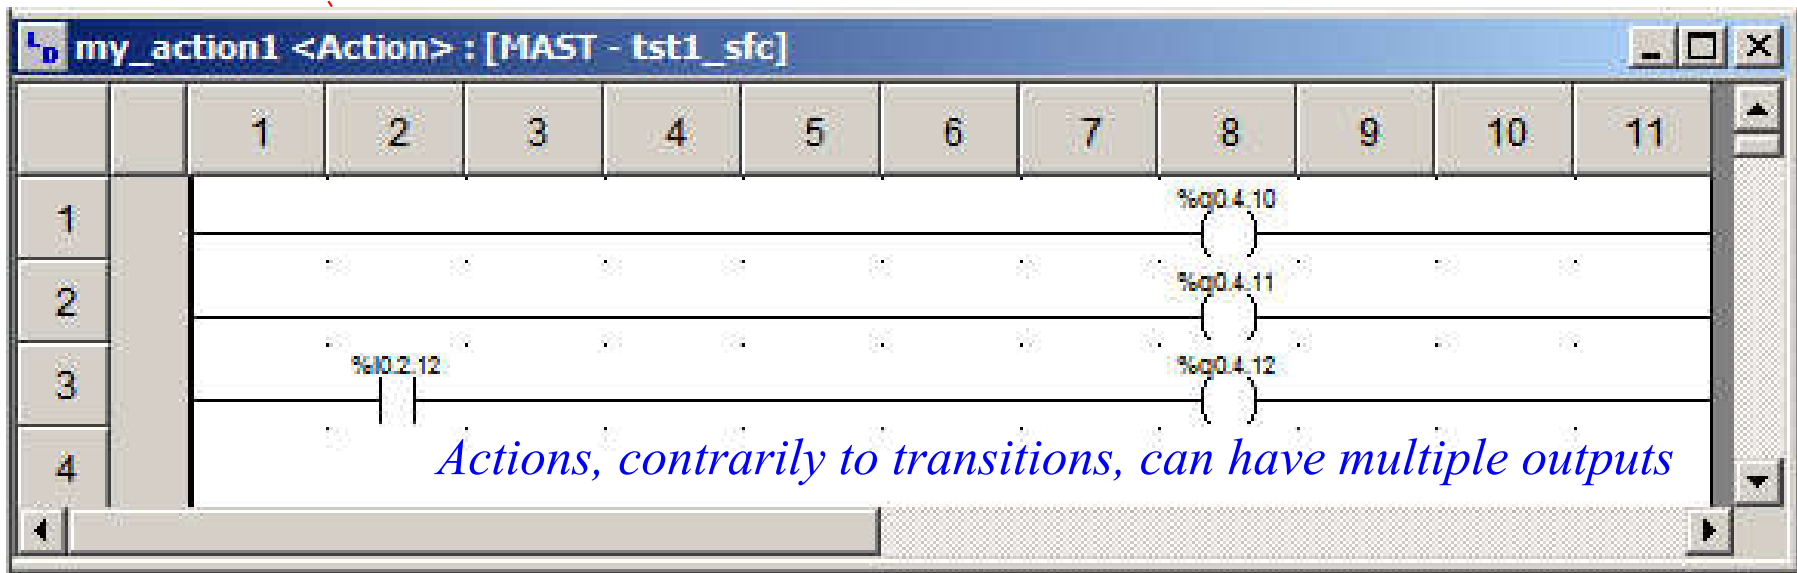 LD my_action1 <Action> : [MAST - tst1_sfc]
1 2 3 4 5 6 7 8 9 10 11
1
%q0.4.10
2
%q0.4.11
3
%i0.2.12 %q0.4.12
4
Actions, contrarily to transitions, can have multiple outputs